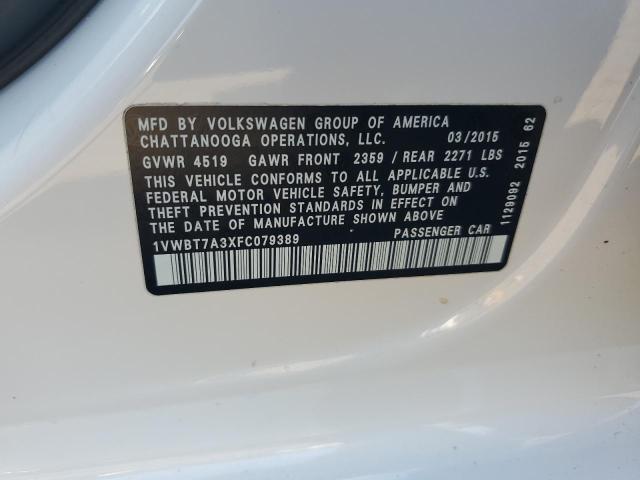 MFD BY VOLKSWAGEN GROUP OF AMERICA
CHATTANOOGA OPERATIONS, LLC. 03/2015
GVWR 4519 GAWR FRONT 2359 / REAR 2271 LBS
THIS VEHICLE CONFORMS TO ALL APPLICABLE U.S.
FEDERAL MOTOR VEHICLE SAFETY, BUMPER AND
THEFT PREVENTION STANDARDS IN EFFECT ON
THE DATE OF MANUFACTURE SHOWN ABOVE
1VWBT7A3XFC079389 PASSENGER CAR
1129092 2015 62